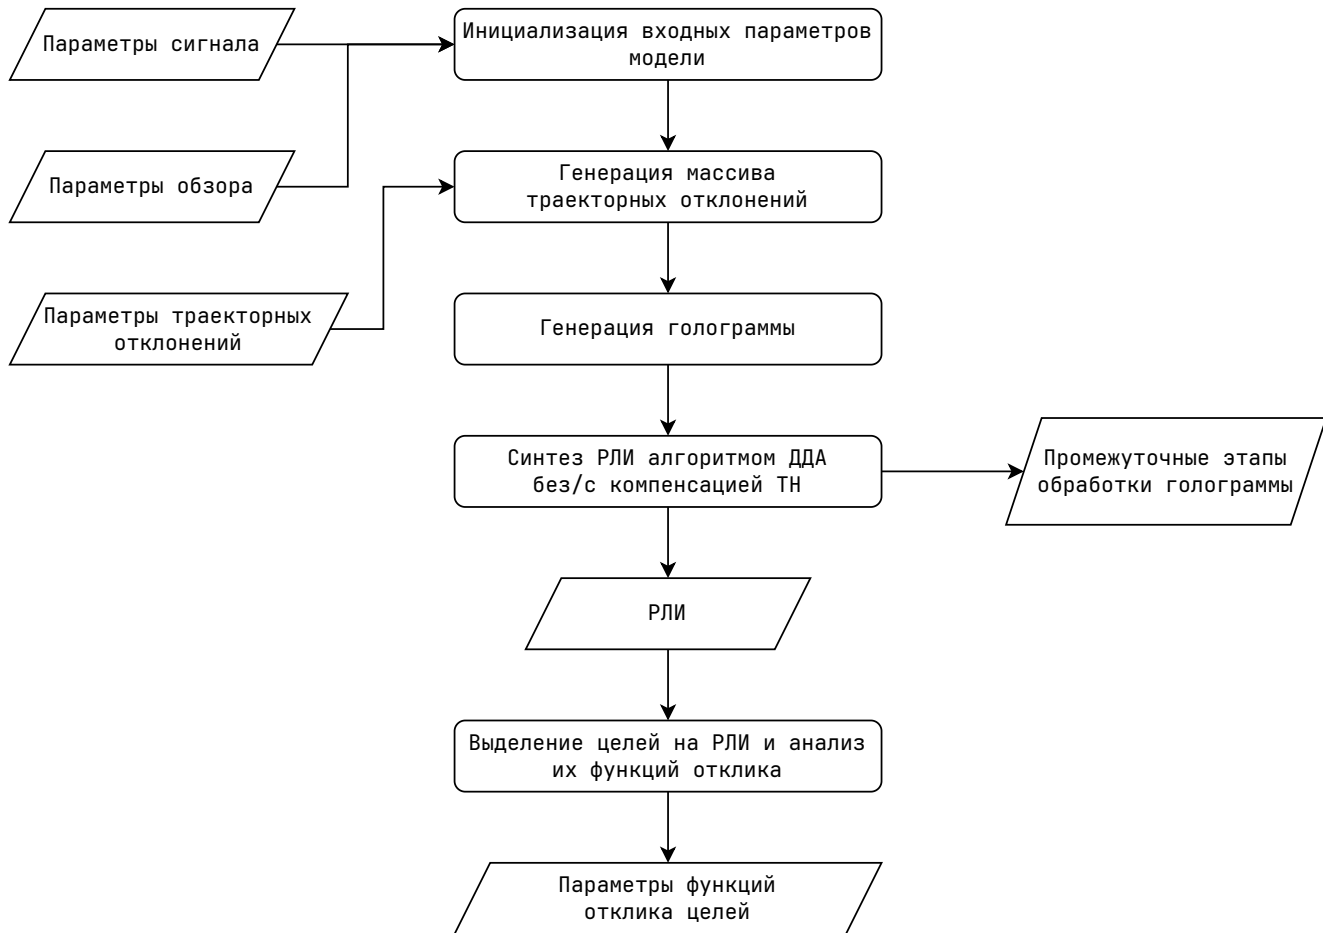 Параметры сигнала
Инициализация входных параметров
модели
Параметры обзора
Генерация массива
траекторных отклонений
Параметры траекторных
отклонений
Генерация голограммы
Синтез РЛИ алгоритмом ДДА
без/с компенсацией ТН
Промежуточные этапы
обработки голограммы
РЛИ
Выделение целей на РЛИ и анализ
их функций отклика
Параметры функций
отклика целей